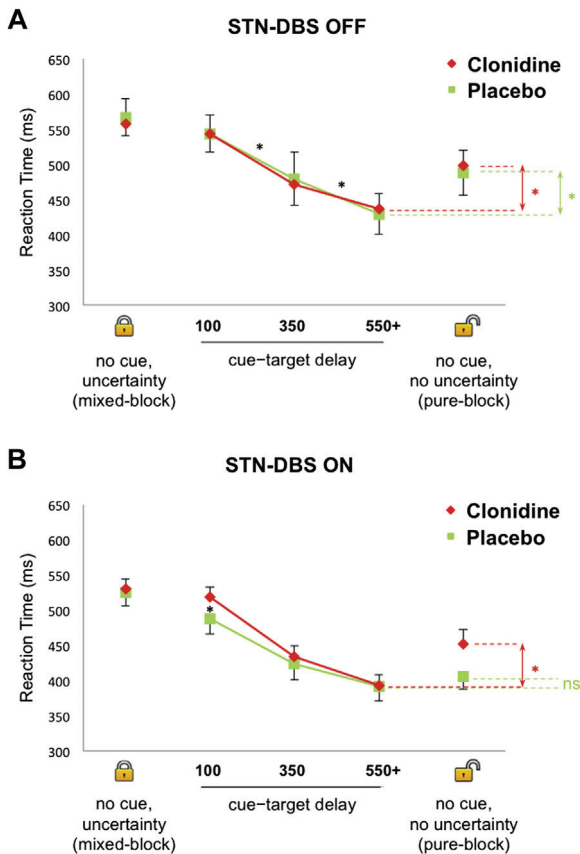 A
STN-DBS OFF
Clonidine
Placebo
Reaction Time (ms)
650
600
550
500
450
400
350
300
*
*
*
*
100 350 550+
no cue,
uncertainty
(mixed-block)
cue-target delay
no cue,
no uncertainty
(pure-block)
B
STN-DBS ON
Clonidine
Placebo
Reaction Time (ms)
650
600
550
500
450
400
350
300
*
*
ns
100 350 550+
no cue,
uncertainty
(mixed-block)
cue-target delay
no cue,
no uncertainty
(pure-block)